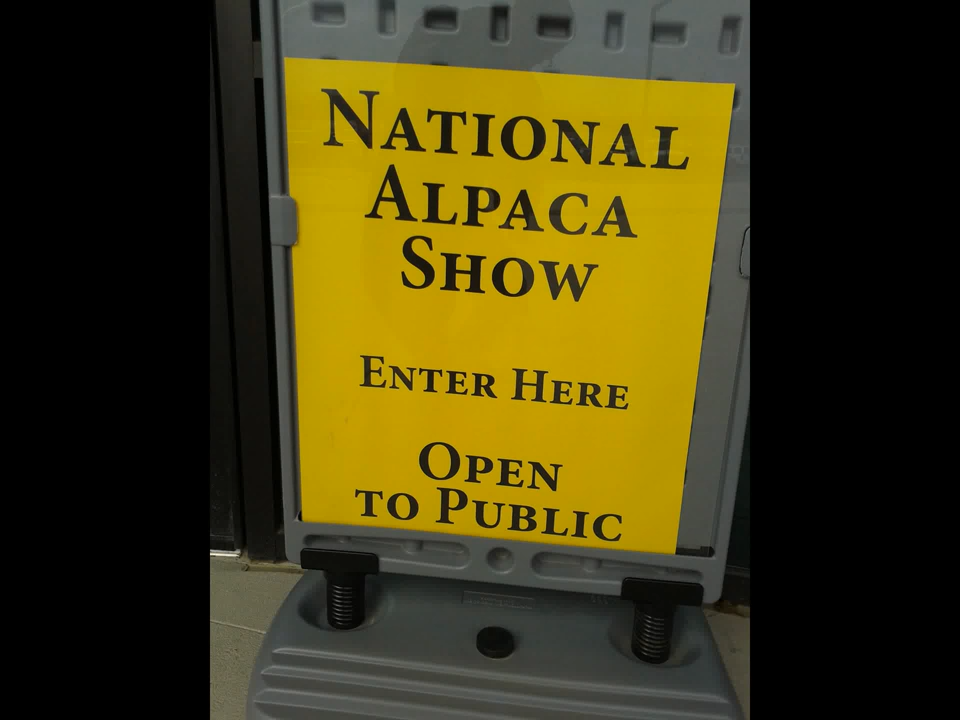 NATIONAL
ALPACA
SHOW
ENTER HERE
OPEN
TO PUBLIC